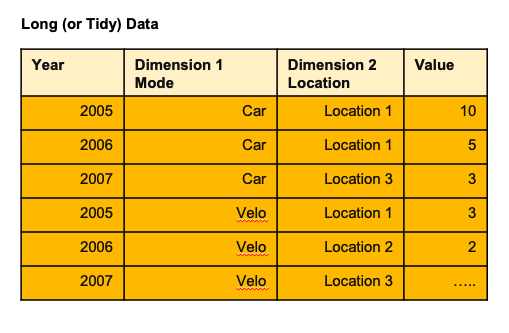 Long (or Tidy) Data
Year Dimension 1 Mode Dimension 2 Location Value
2005 Car Location 1 10
2006 Car Location 1 5
2007 Car Location 3 3
2005 Velo Location 1 3
2006 Velo Location 2 2
2007 Velo Location 3 .....